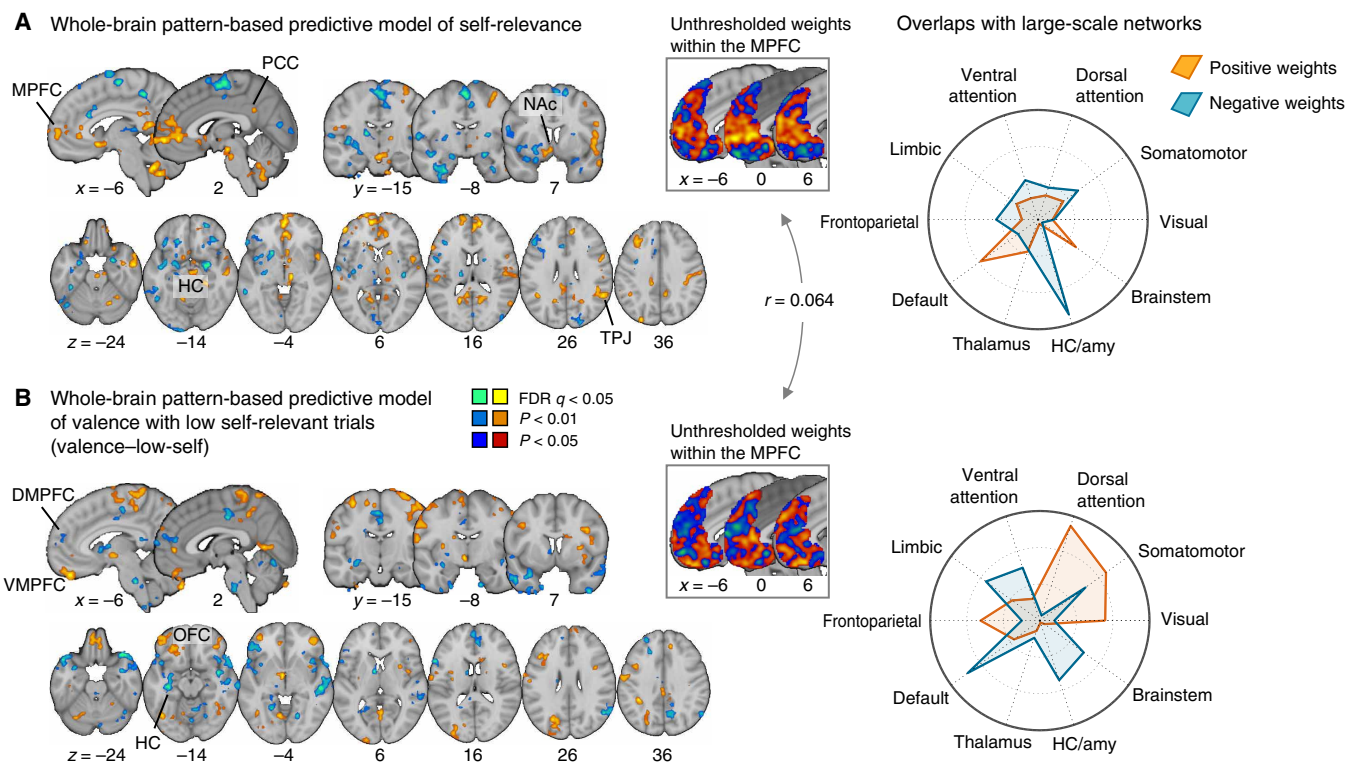 A Whole-brain pattern-based predictive model of self-relevance
Unthresholded weights
within the MPFC
Overlaps with large-scale networks
MPFC
PCC
NAc
x = –6
2
y = –15
–8
7
x = –6
0
6
HC
TPJ
z = –24
–14
–4
6
16
26
36
Positive weights
Negative weights
Ventral
attention
Dorsal
attention
Limbic
Somatomotor
Frontoparietal
Visual
Default
Brainstem
Thalamus
HC/amy
r = 0.064
B Whole-brain pattern-based predictive model
of valence with low self-relevant trials
(valence–low-self)
FDR q < 0.05
P < 0.01
P < 0.05
Unthresholded weights
within the MPFC
DMPFC
VMPFC
x = –6
2
y = –15
–8
7
x = –6
0
6
OFC
HC
z = –24
–14
–4
6
16
26
36
Ventral
attention
Dorsal
attention
Limbic
Somatomotor
Frontoparietal
Visual
Default
Brainstem
Thalamus
HC/amy